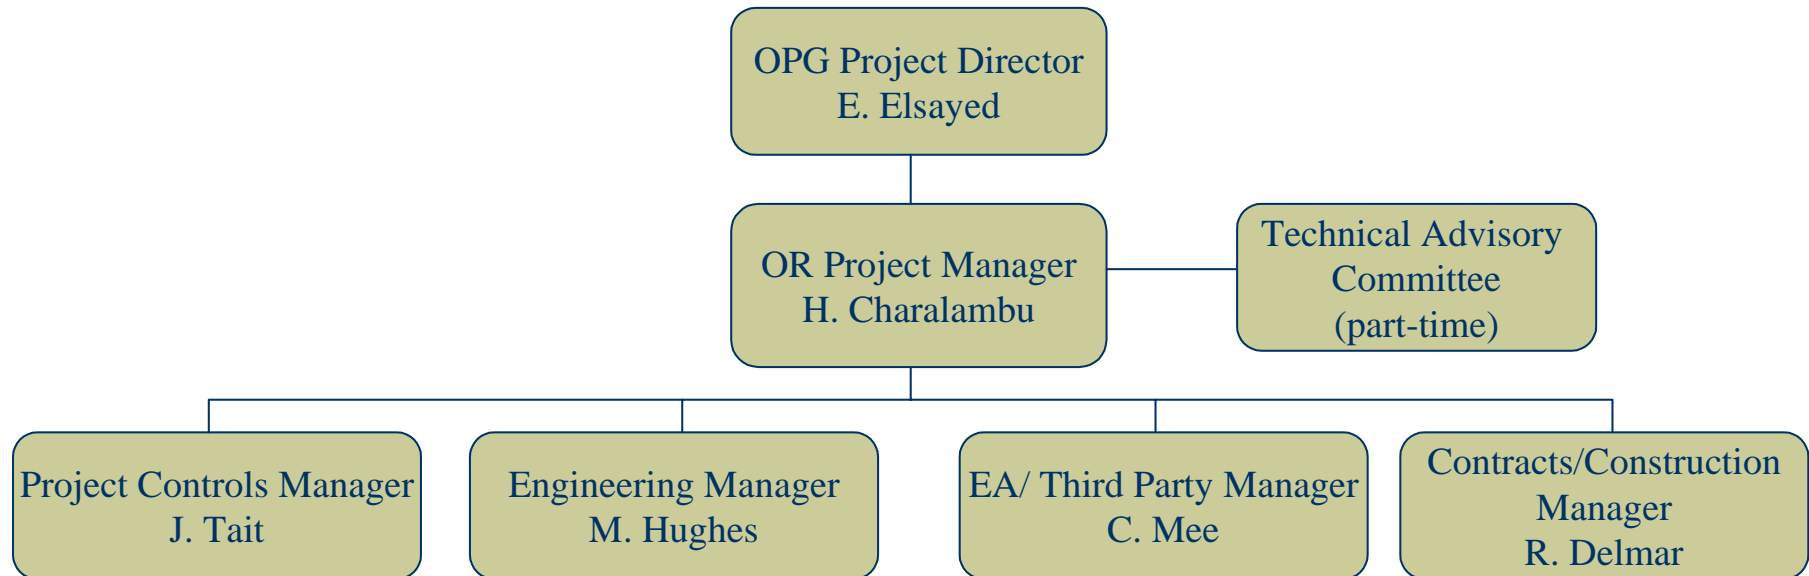 OPG Project Director
E. Elsayed
OR Project Manager
H. Charalambu
Technical Advisory
Committee
(part-time)
Project Controls Manager
J. Tait
Engineering Manager
M. Hughes
EA/ Third Party Manager
C. Mee
Contracts/Construction
Manager
R. Delmar